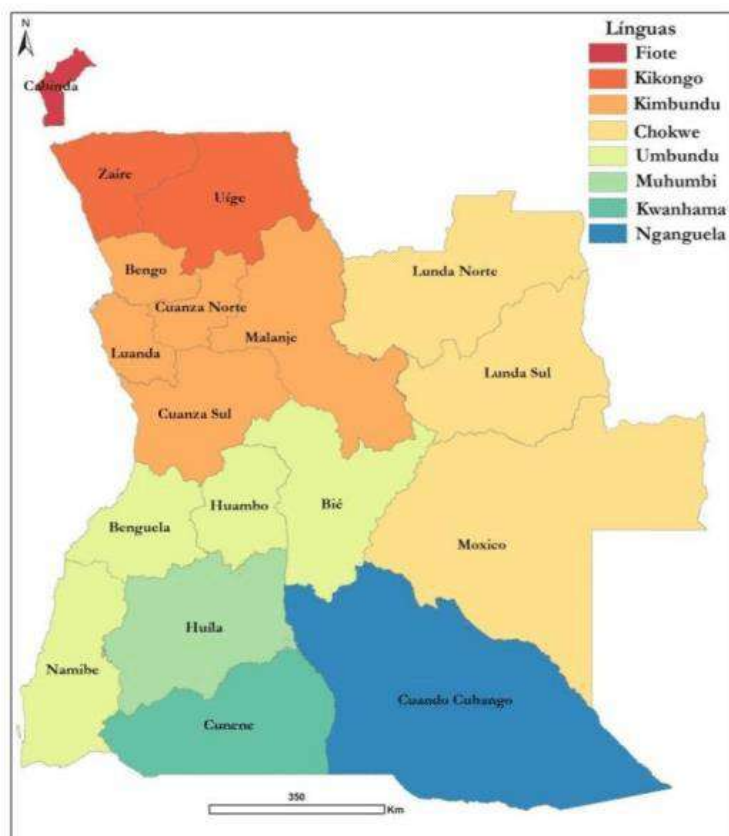 N
Línguas
Fiote
Kikongo
Kimbundu
Chokwe
Umbundu
Muhumbi
Kwanhama
Nganguela
Cabinda
Zaire
Uíge
Bengo
Cuanza Norte
Lunda Norte
Luanda
Malanje
Lunda Sul
Cuanza Sul
Huambo
Bié
Benguela
Moxico
Huíla
Namibe
Cuando Cubango
Cunene
350
Km